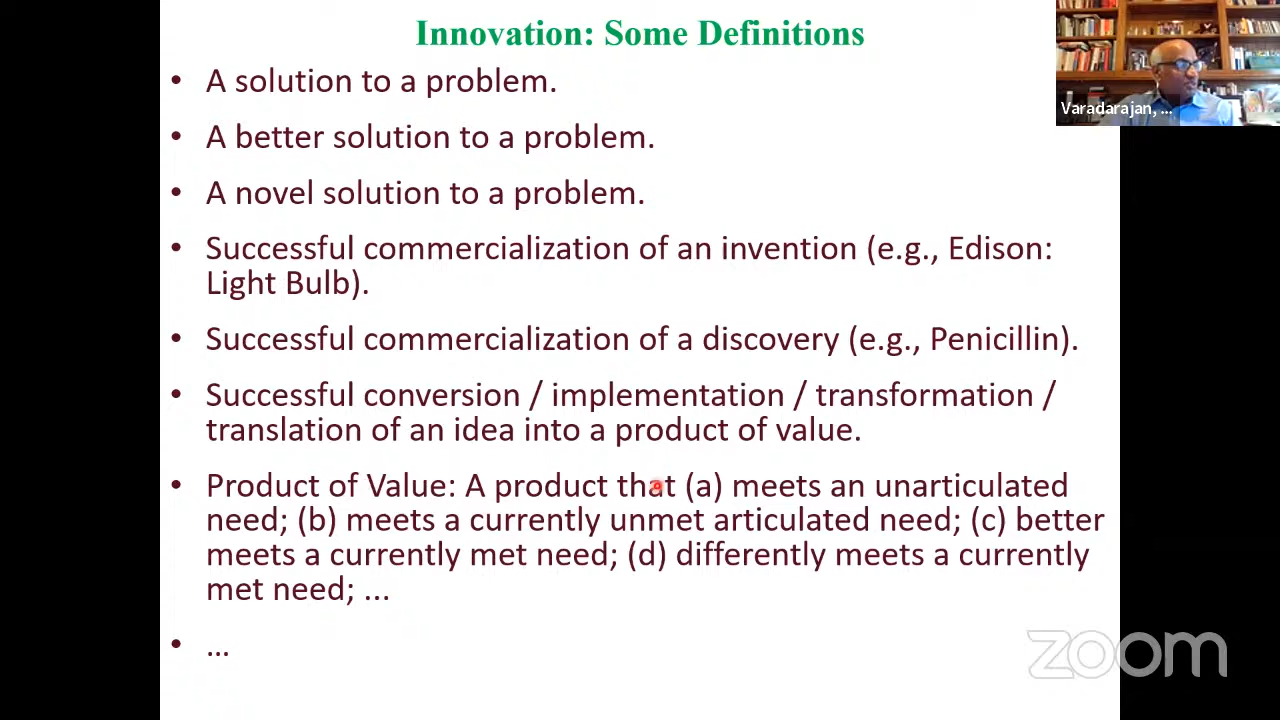 Innovation: Some Definitions
• A solution to a problem.
• A better solution to a problem.
• A novel solution to a problem.
• Successful commercialization of an invention (e.g., Edison:
Light Bulb).
• Successful commercialization of a discovery (e.g., Penicillin).
• Successful conversion / implementation / transformation /
translation of an idea into a product of value.
• Product of Value: A product that (a) meets an unarticulated
need; (b) meets a currently unmet articulated need; (c) better
meets a currently met need; (d) differently meets a currently
met need; ...
• ...
Varadarajan, ...
zoom